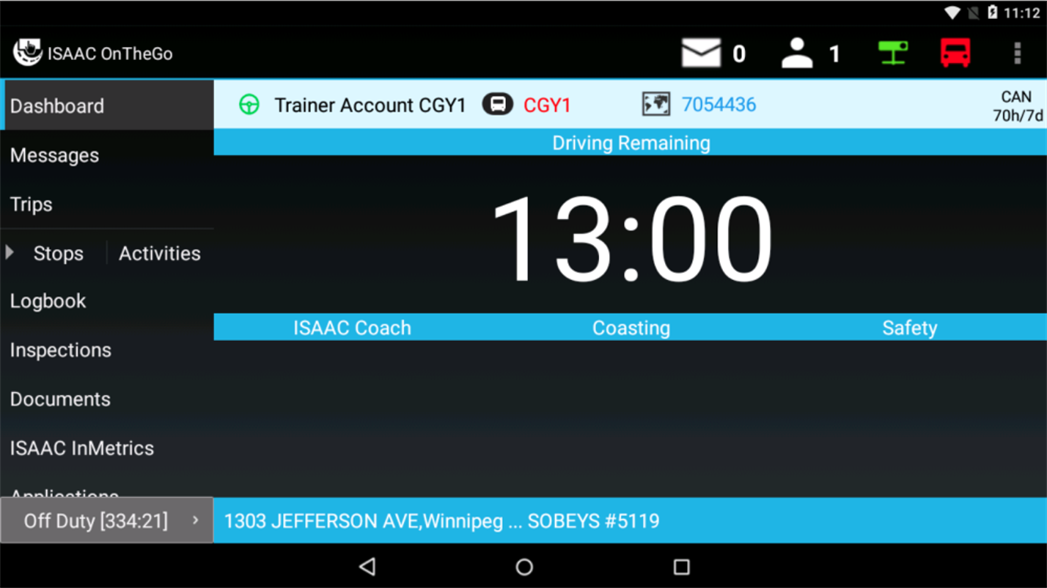 11:12
ISAAC OnTheGo
0
1
Dashboard
Trainer Account CGY1
CGY1
7054436
CAN
70h/7d
Messages
Driving Remaining
Trips
13:00
Stops
Activities
Logbook
ISAAC Coach
Coasting
Safety
Inspections
Documents
ISAAC InMetrics
Applications
Off Duty [334:21]
1303 JEFFERSON AVE,Winnipeg ... SOBEYS #5119